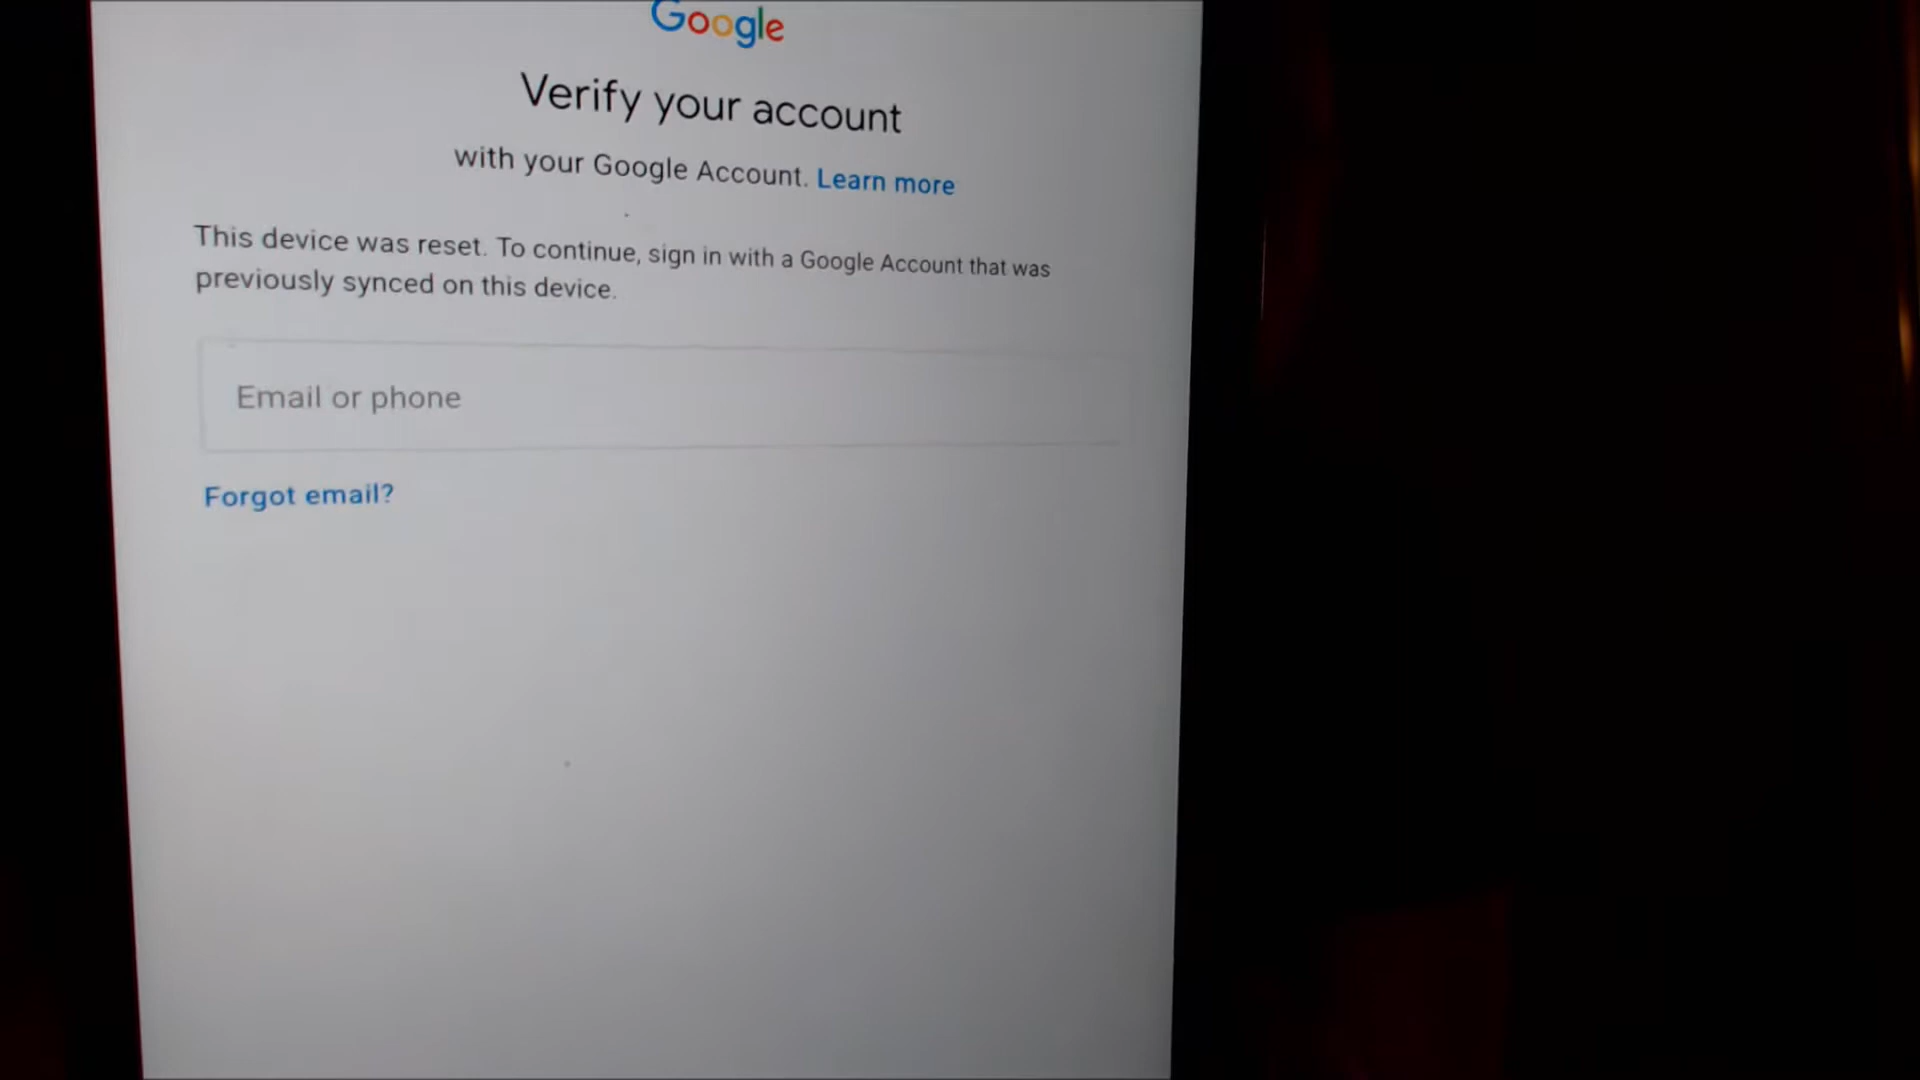 Google
Verify your account
with your Google Account. Learn more
This device was reset. To continue, sign in with a Google Account that was
previously synced on this device.
Email or phone
Forgot email?